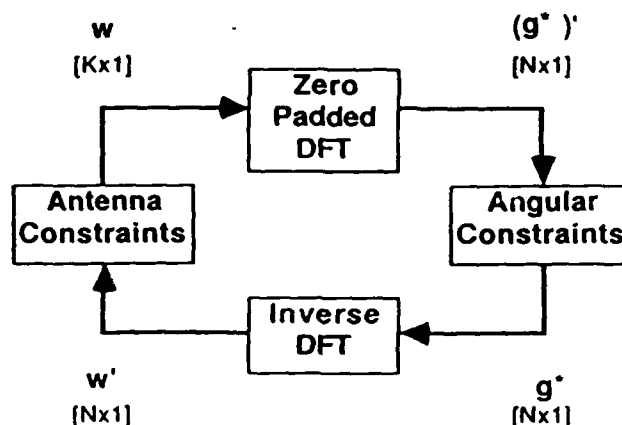 w
(g* )'
[Kx1]
[Nx1]
Zero
Padded
DFT
Antenna
Constraints
Angular
Constraints
Inverse
DFT
w'
g*
[Nx1]
[Nx1]